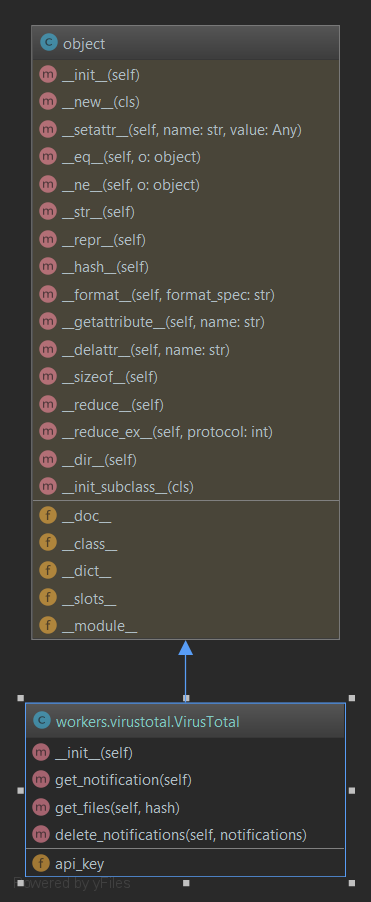 C object
m __init__(self)
m __new__(cls)
m __setattr__(self, name: str, value: Any)
m __eq__(self, o: object)
m __ne__(self, o: object)
m __str__(self)
m __repr__(self)
m __hash__(self)
m __format__(self, format_spec: str)
m __getattribute__(self, name: str)
m __delattr__(self, name: str)
m __sizeof__(self)
m __reduce__(self)
m __reduce_ex__(self, protocol: int)
m __dir__(self)
m __init_subclass__(cls)
f __doc__
f __class__
f __dict__
f __slots__
f __module__
C workers.virustotal.VirusTotal
m __init__(self)
m get_notification(self)
m get_files(self, hash)
m delete_notifications(self, notifications)
f api_key
Powered by yFiles